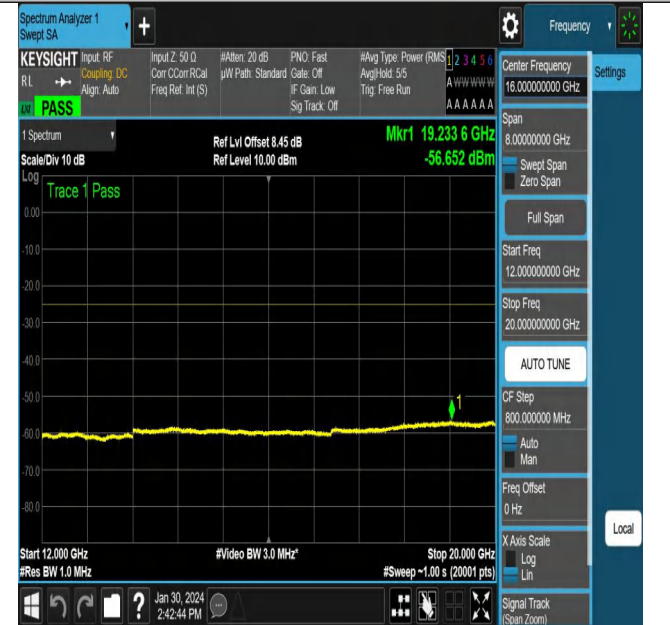 Spectrum Analyzer 1
Swept SA
+
Frequency
KEYSIGHT
RL
LXI PASS
Input: RF
Coupling: DC
Align: Auto
Input Z: 50 Ω
Corr CCorr RCal
Freq Ref: Int (S)
#Atten: 20 dB
µW Path: Standard
PNO: Fast
Gate: Off
IF Gain: Low
Sig Track: Off
#Avg Type: Power (RMS
Avg|Hold: 5/5
Trig: Free Run
1 2 3 4 5 6
A W W W W W
A A A A A A
1 Spectrum
Scale/Div 10 dB
Ref Lvl Offset 8.45 dB
Ref Level 10.00 dBm
Mkr1 19.233 6 GHz
-56.652 dBm
Log
Trace 1 Pass
0.00
-10.0
-20.0
-30.0
-40.0
-50.0
-60.0
-70.0
-80.0
1
Start 12.000 GHz
#Res BW 1.0 MHz
#Video BW 3.0 MHz*
Stop 20.000 GHz
#Sweep ~1.00 s (20001 pts)
Jan 30, 2024
2:42:44 PM
?
Center Frequency
16.000000000 GHz
Settings
Span
8.00000000 GHz
Swept Span
Zero Span
Full Span
Start Freq
12.000000000 GHz
Stop Freq
20.000000000 GHz
AUTO TUNE
CF Step
800.000000 MHz
Auto
Man
Freq Offset
0 Hz
X Axis Scale
Log
Lin
Local
Signal Track
(Span Zoom)